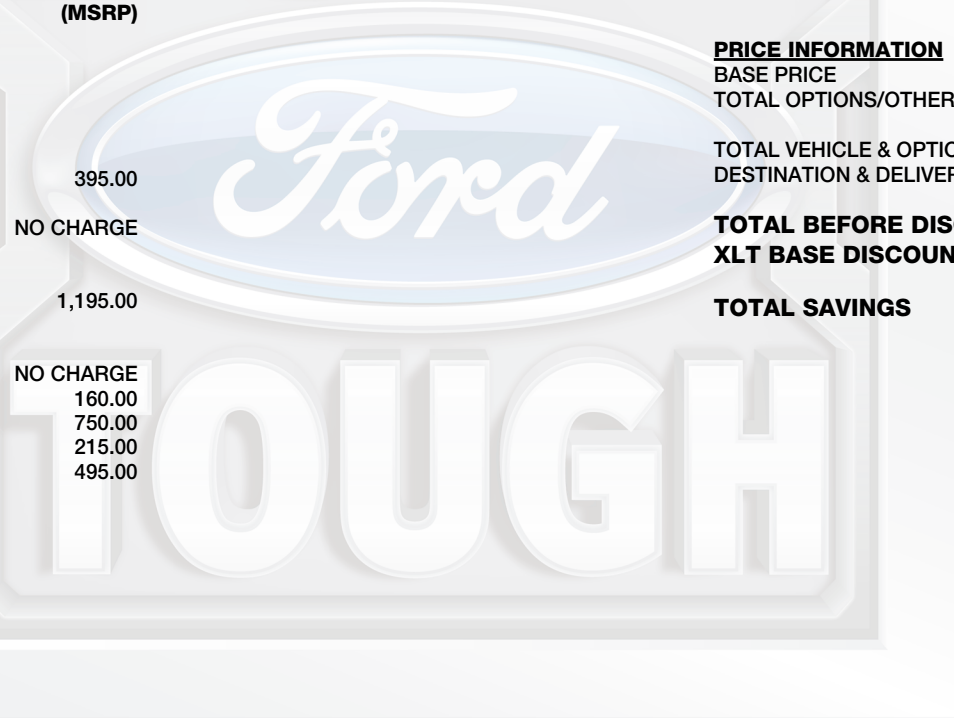 (MSRP)
395.00
NO CHARGE
1,195.00
NO CHARGE
160.00
750.00
215.00
495.00
Ford
TOUGH
PRICE INFORMATION
BASE PRICE
TOTAL OPTIONS/OTHER
TOTAL VEHICLE & OPTIO
DESTINATION & DELIVER
TOTAL BEFORE DIS
XLT BASE DISCOUN
TOTAL SAVINGS